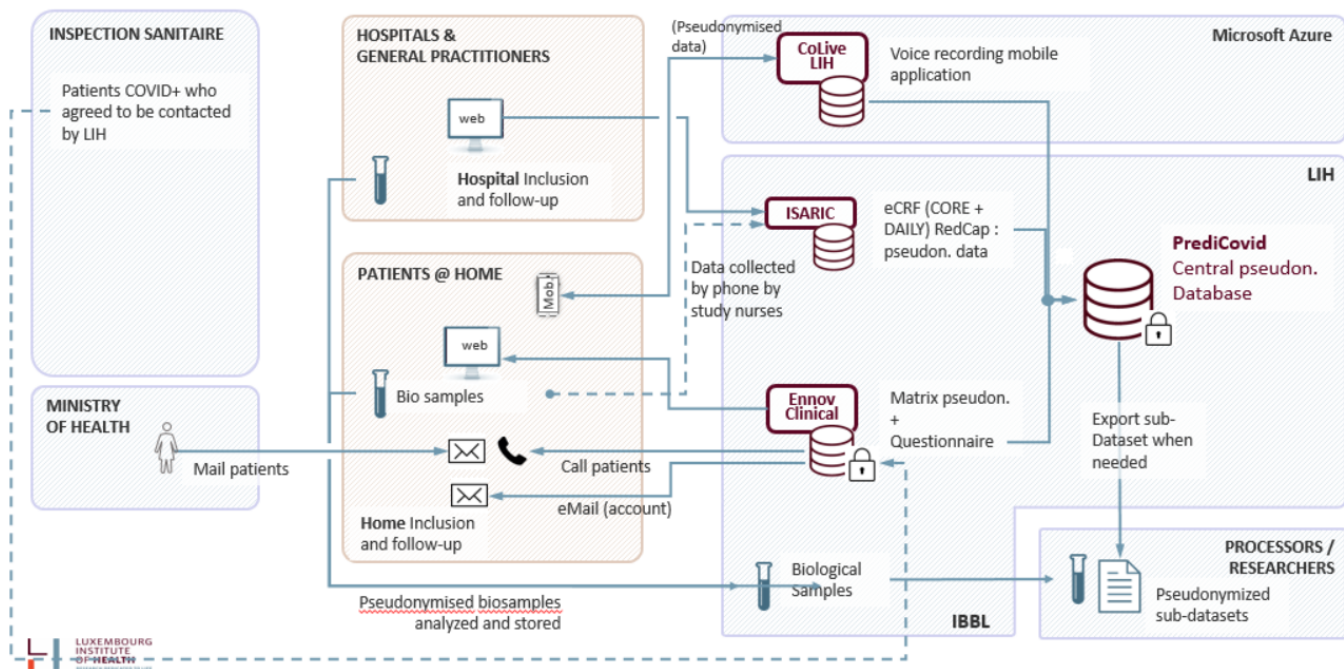 INSPECTION SANITAIRE
Patients COVID+ who
agreed to be contacted
by LIH
MINISTRY
OF HEALTH
Mail patients
HOSPITALS &
GENERAL PRACTITIONERS
web
Hospital Inclusion
and follow-up
PATIENTS @ HOME
Mob
web
Bio samples
Call patients
eMail (account)
Home Inclusion
and follow-up
Pseudonymised biosamples
analyzed and stored
(Pseudonymised
data)
Data collected
by phone by
study nurses
Microsoft Azure
CoLive
LIH
Voice recording mobile
application
LIH
ISARIC
eCRF (CORE +
DAILY) RedCap :
pseudon. data
PrediCovid
Central pseudon.
Database
Ennov
Clinical
Matrix pseudon.
+
Questionnaire
Export sub-
Dataset when
needed
Biological
Samples
IBBL
PROCESSORS /
RESEARCHERS
Pseudonymized
sub-datasets
LUXEMBOURG
INSTITUTE
OF HEALTH